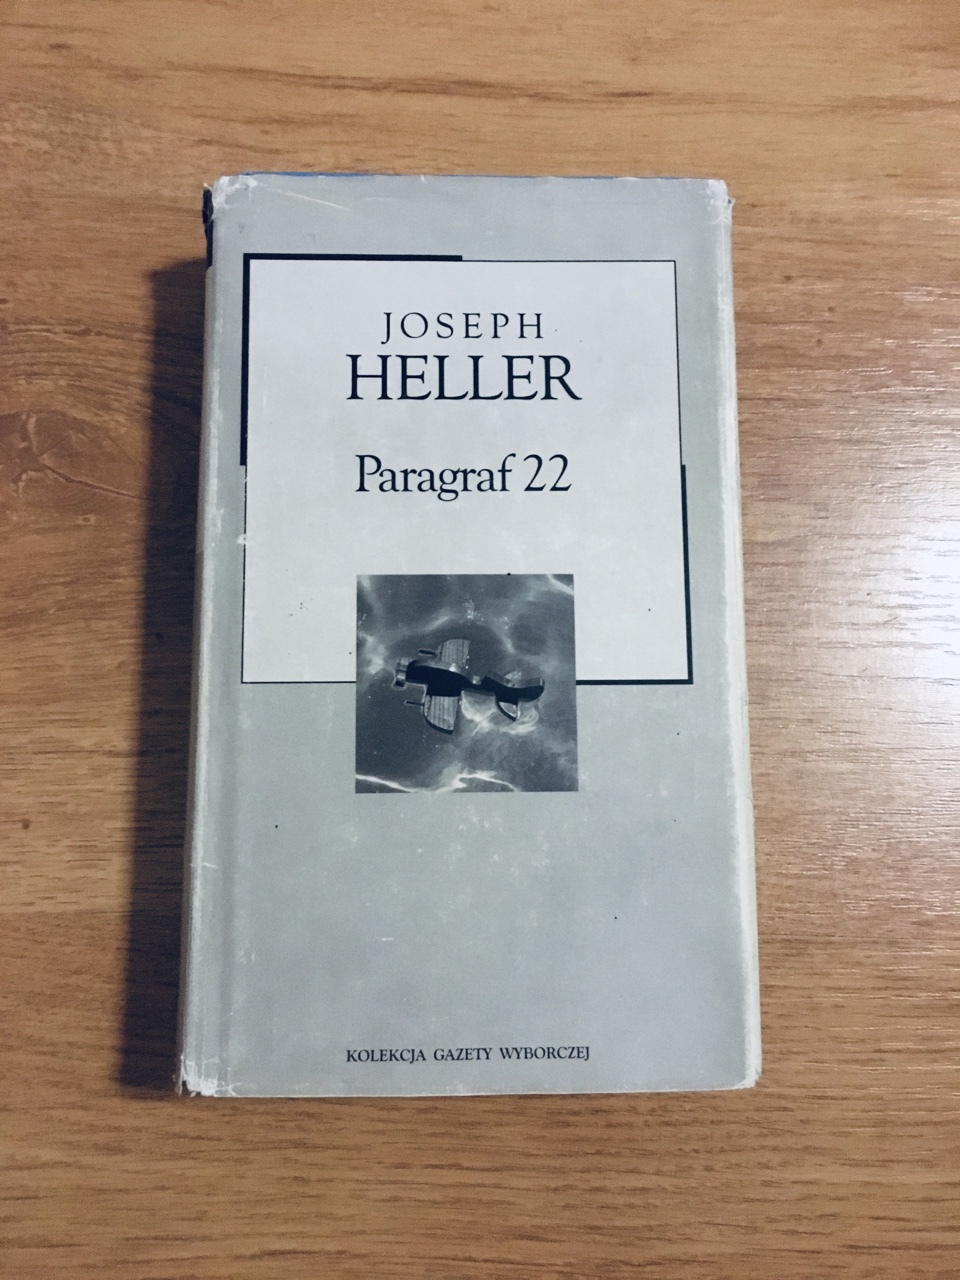 JOSEPH
HELLER
Paragraf 22
KOLEKCJA GAZETY WYBORCZEJ